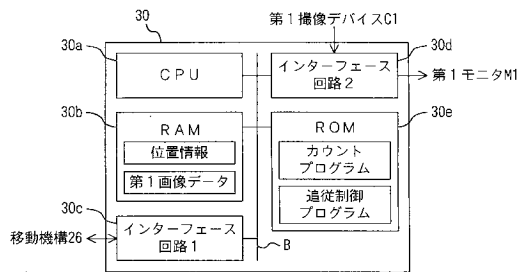 30
第1撮像デバイスC1
30a
CPU
30d
インターフェース
回路2
第1モニタM1
30b
RAM
位置情報
第1画像データ
30e
ROM
カウント
プログラム
追従制御
プログラム
30c
インターフェース
回路1
移動機構26
B